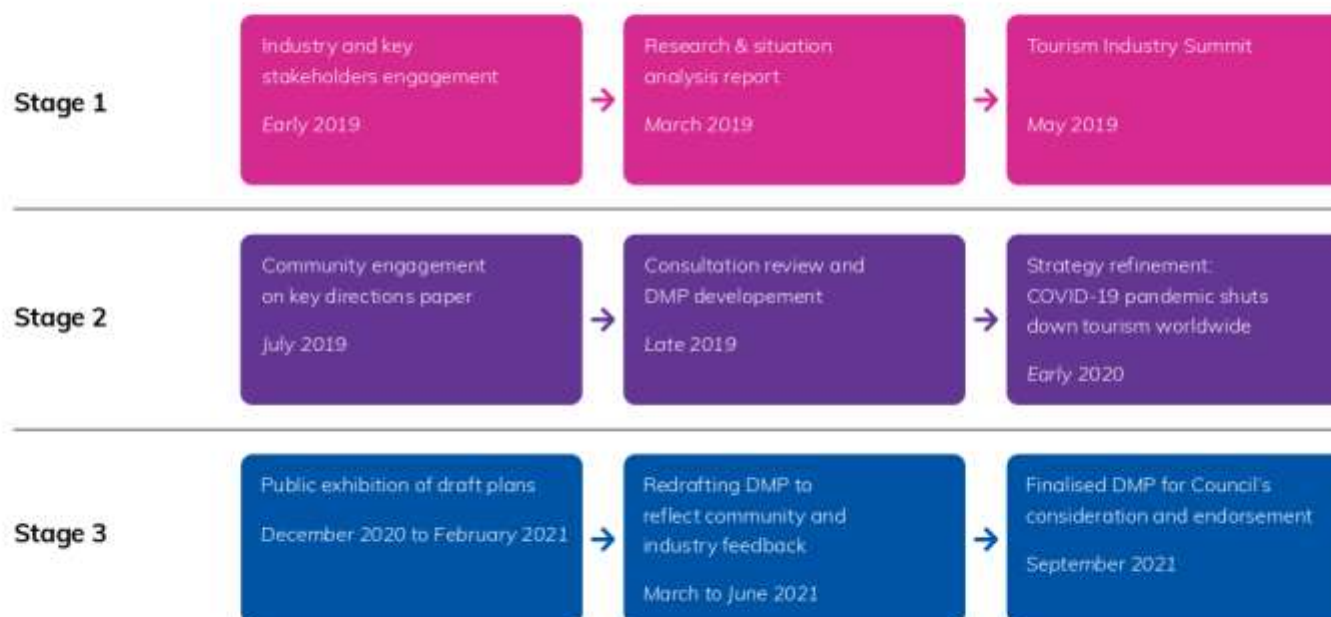 Stage 1
Industry and key
stakeholders engagement
Early 2019
Research & situation
analysis report
March 2019
Tourism Industry Summit
May 2019
Stage 2
Community engagement
on key directions paper
July 2019
Consultation review and
DMP developement
Late 2019
Strategy refinement:
COVID-19 pandemic shuts
down tourism worldwide
Early 2020
Stage 3
Public exhibition of draft plans
December 2020 to February 2021
Redrafting DMP to
reflect community and
industry feedback
March to June 2021
Finalised DMP for Council's
consideration and endorsement
September 2021